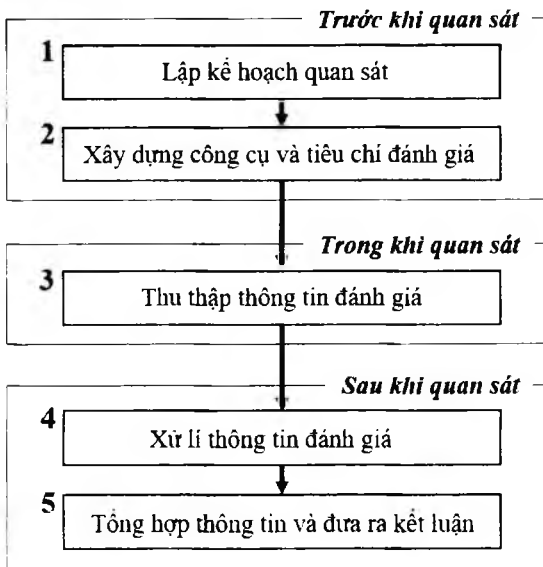 Trước khi quan sát
1
Lập kế hoạch quan sát
2
Xây dựng công cụ và tiêu chí đánh giá
Trong khi quan sát
3
Thu thập thông tin đánh giá
Sau khi quan sát
4
Xử lí thông tin đánh giá
5
Tổng hợp thông tin và đưa ra kết luận